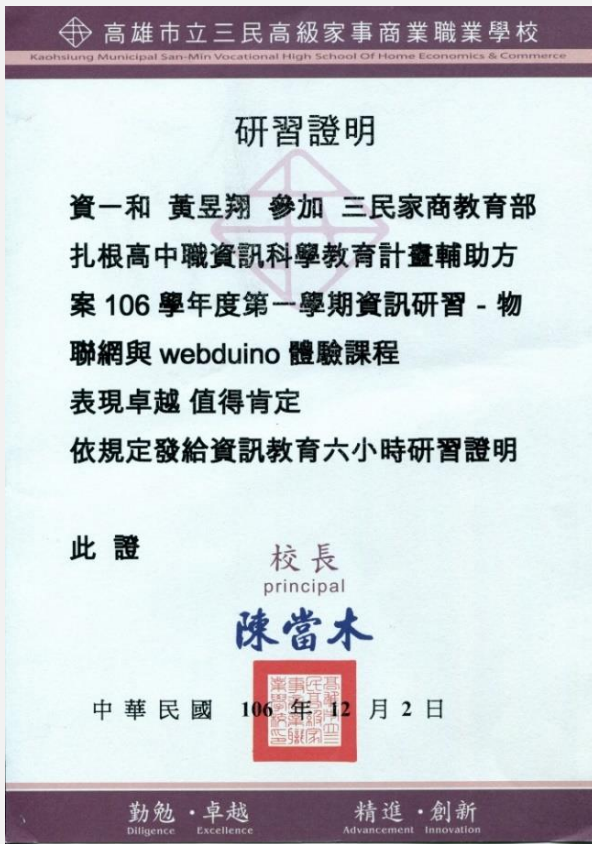 高雄市立三民高級家事商業職業學校
Kaohsiung Municipal San-Min Vocational High School Of Home Economics & Commerce
研習證明
資一和 黃昱翔 參加 三民家商教育部
扎根高中職資訊科學教育計畫輔助方
案 106 學年度第一學期資訊研習 - 物
聯網與 webduino 體驗課程
表現卓越 值得肯定
依規定發給資訊教育六小時研習證明
此 證
校長
principal
陳當木
中 華 民 國 106 年 12 月 2 日
勤勉・卓越 精進・創新
Diligence Excellence Advancement Innovation